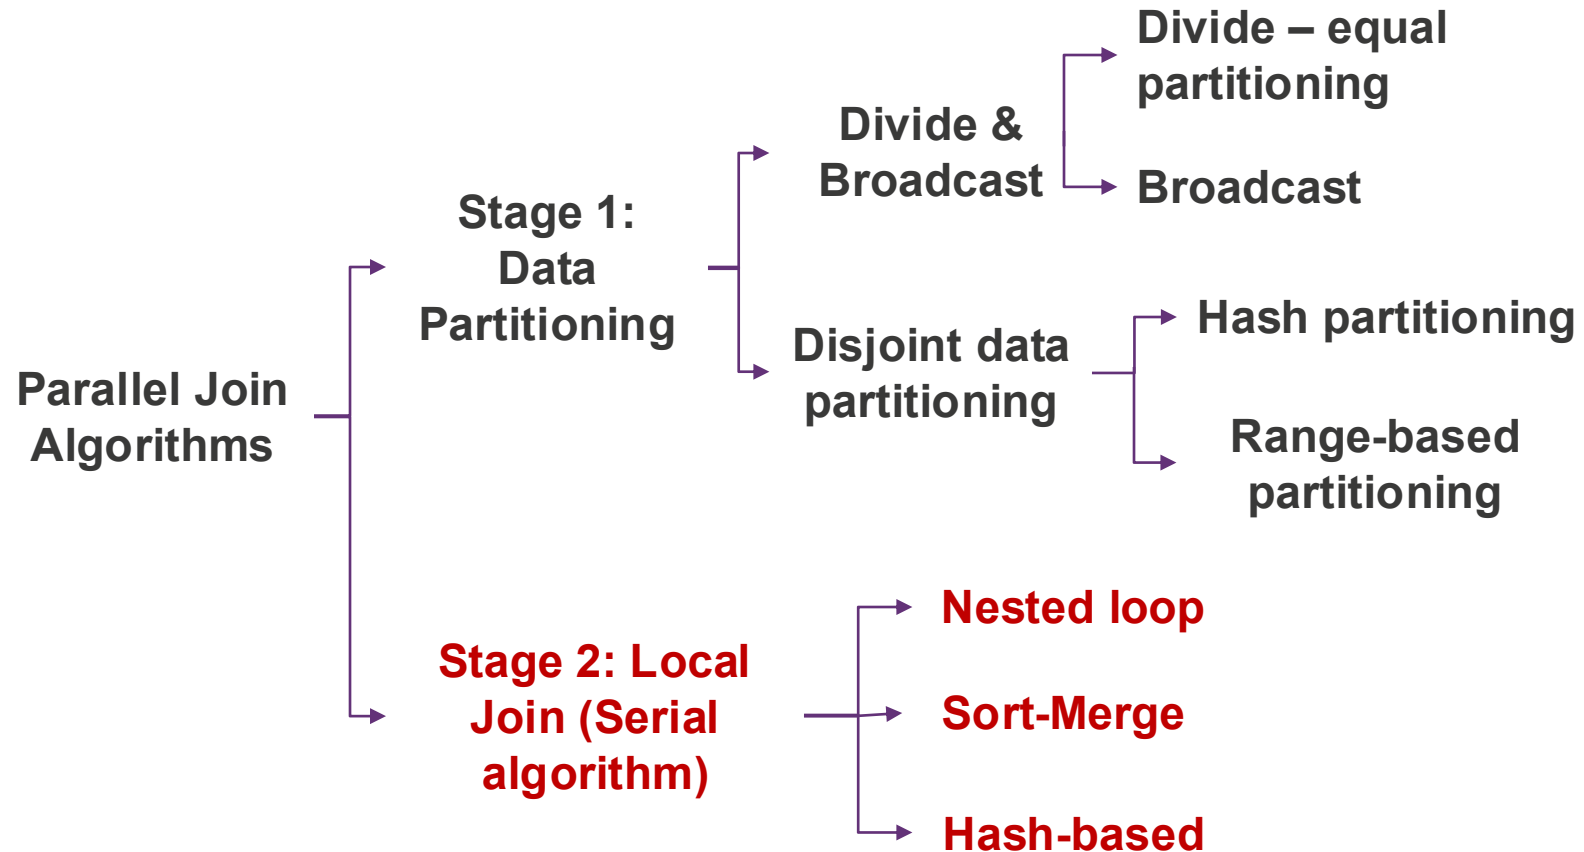 Parallel Join
Algorithms
Stage 1:
Data
Partitioning
Divide &
Broadcast
Divide – equal
partitioning
Broadcast
Disjoint data
partitioning
Hash partitioning
Range-based
partitioning
Stage 2: Local
Join (Serial
algorithm)
Nested loop
Sort-Merge
Hash-based